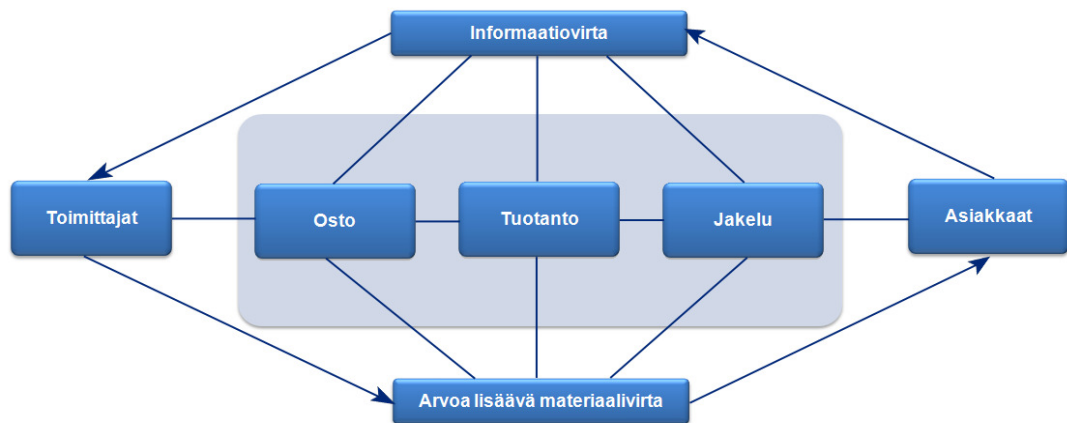 Informaatiovirta
Toimittajat
Osto
Tuotanto
Jakelu
Asiakkaat
Arvoa lisäävä materiaalivirta